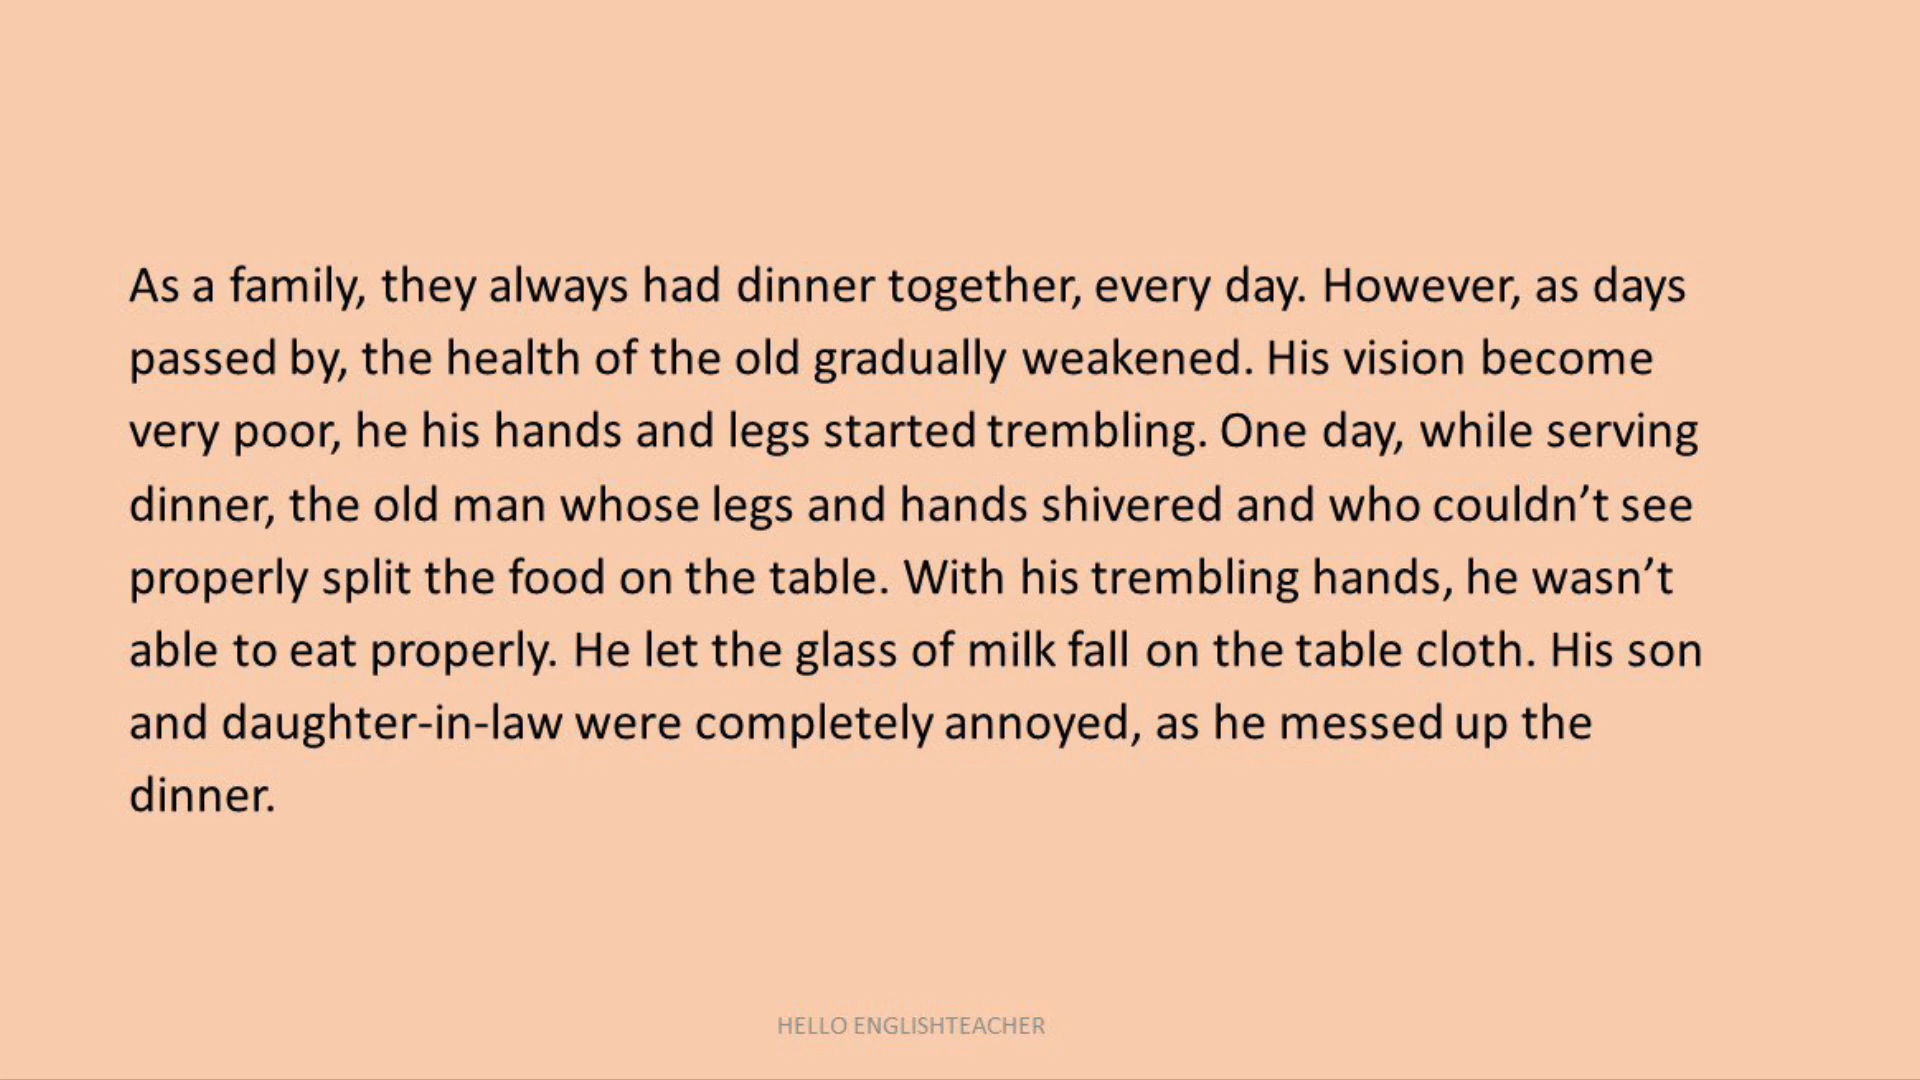 As a family, they always had dinner together, every day. However, as days
passed by, the health of the old gradually weakened. His vision become
very poor, he his hands and legs started trembling. One day, while serving
dinner, the old man whose legs and hands shivered and who couldn’t see
properly split the food on the table. With his trembling hands, he wasn’t
able to eat properly. He let the glass of milk fall on the table cloth. His son
and daughter-in-law were completely annoyed, as he messed up the
dinner.
HELLO ENGLISHTEACHER